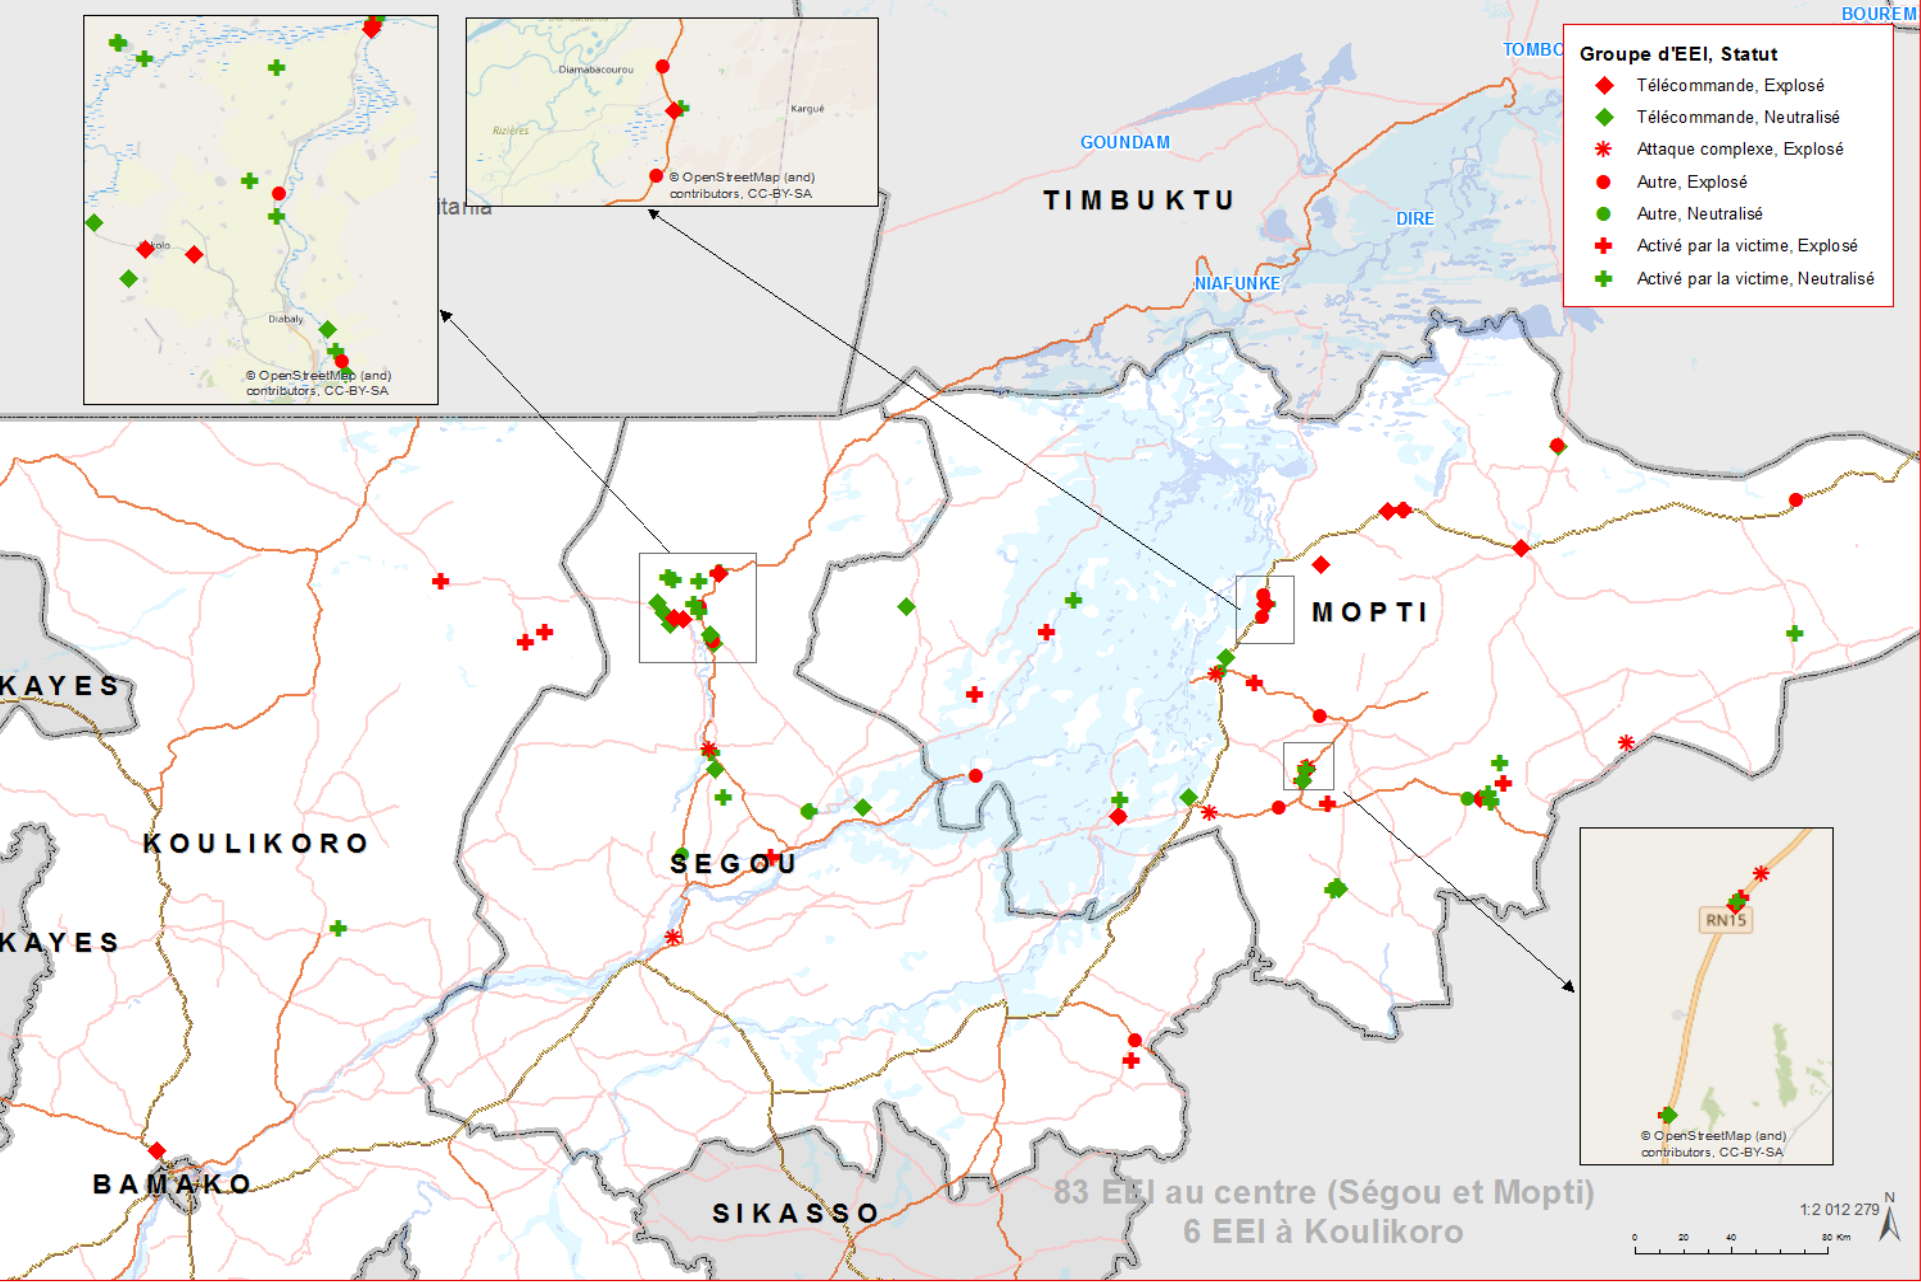 BOUREM
Groupe d'EEI, Statut
Télécommande, Explosé
Télécommande, Neutralisé
Attaque complexe, Explosé
Autre, Explosé
Autre, Neutralisé
Activé par la victime, Explosé
Activé par la victime, Neutralisé
TOMBO
Diamabacourou
Kargué
Rizières
© OpenStreetMap (and)
contributors, CC-BY-SA
GOUNDAM
TIMBUKTU
DIRE
NIAFUNKE
itania
Diabaly
© OpenStreetMap (and)
contributors, CC-BY-SA
MOPTI
KAYES
KOULIKORO
SEGOU
KAYES
RN15
© OpenStreetMap (and)
contributors, CC-BY-SA
BAMAKO
SIKASSO
83 EEI au centre (Ségou et Mopti)
6 EEI à Koulikoro
1:2 012 279
N
0 20 40 80 Km